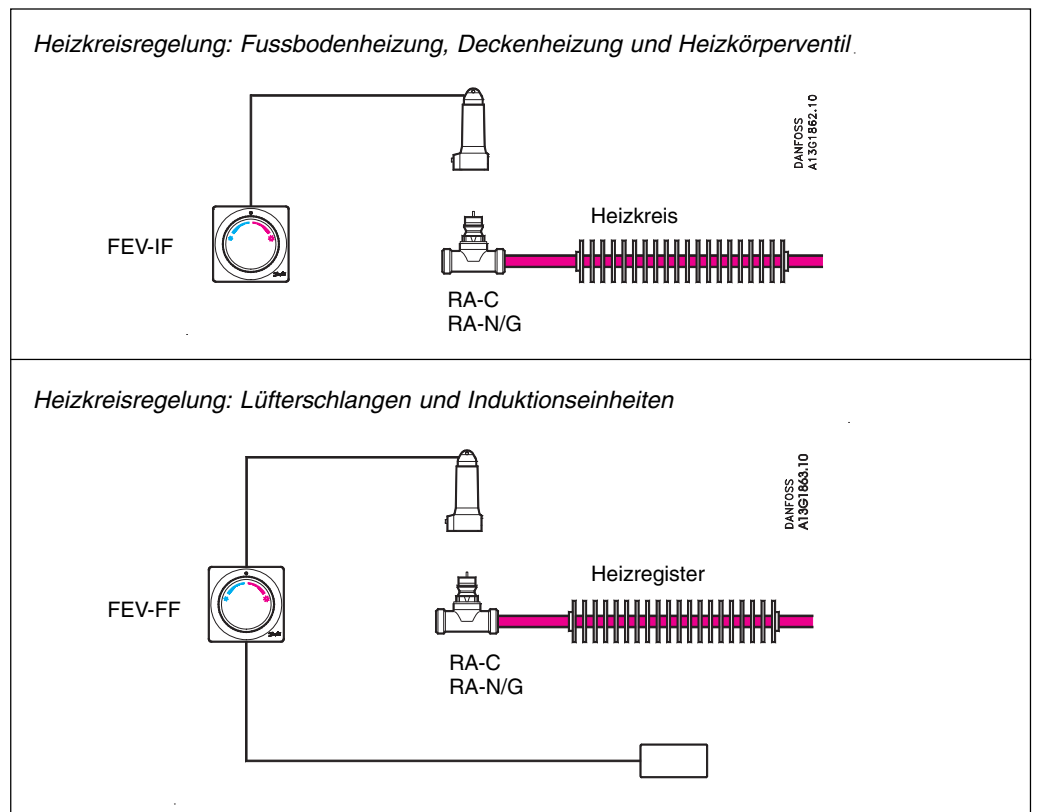 Heizkreisregelung: Fussbodenheizung, Deckenheizung und Heizkörperventil
DANFOSS
A13G1862.10
Heizkreis
FEV-IF
RA-C
RA-N/G
Heizkreisregelung: Lüfterschlangen und Induktionseinheiten
DANFOSS
A13G1863.10
Heizregister
FEV-FF
RA-C
RA-N/G